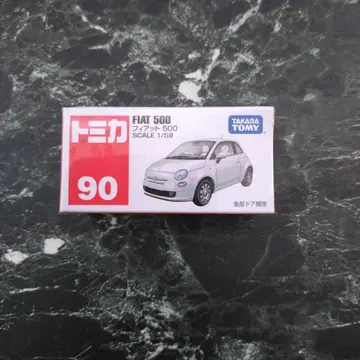 トミカ
90
FIAT 500
フィアット 500
SCALE 1/59
TAKARA
TOMY
後部ドア開閉